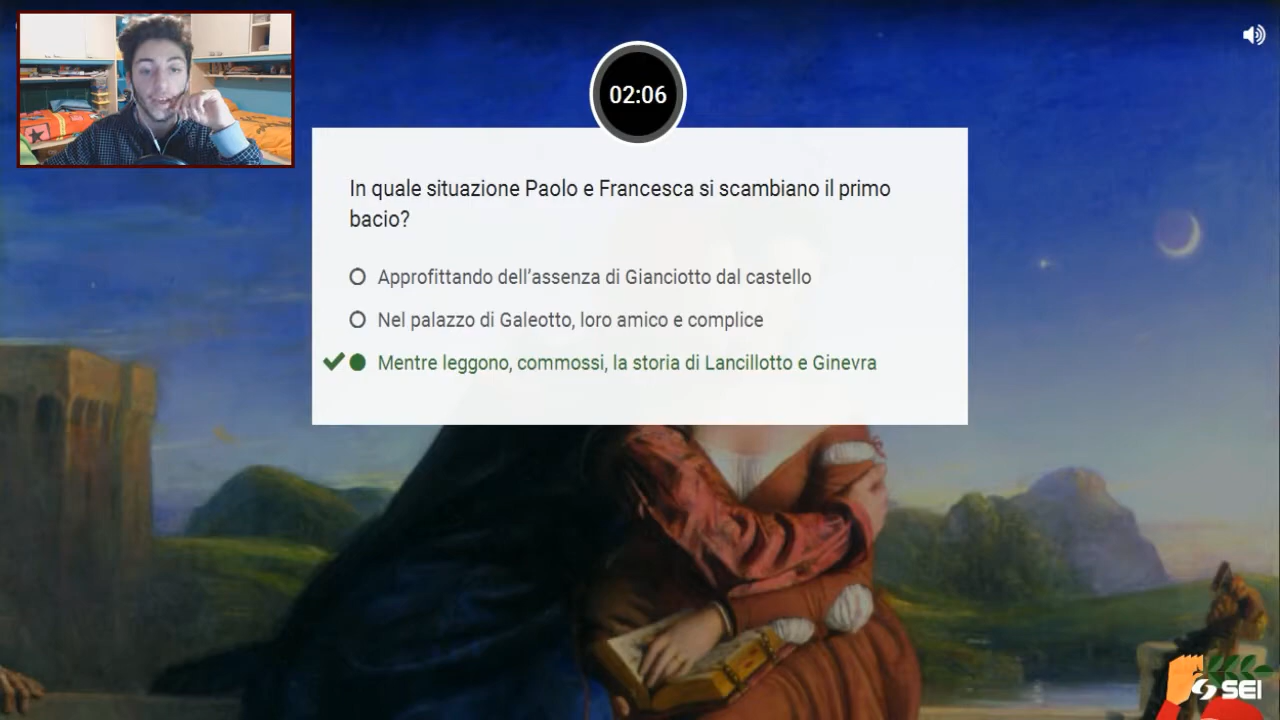 02:06
In quale situazione Paolo e Francesca si scambiano il primo
bacio?
Approfittando dell'assenza di Gianciotto dal castello
Nel palazzo di Galeotto, loro amico e complice
Mentre leggono, commossi, la storia di Lancillotto e Ginevra
SEI